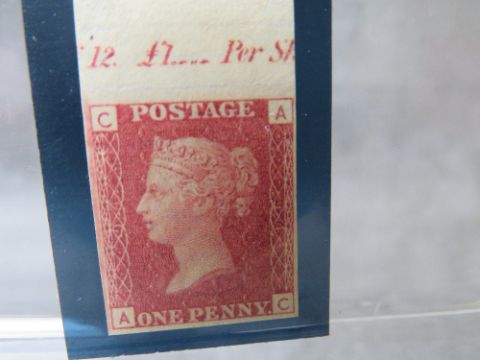 12. £1.... Per Sh
POSTAGE
C A
A ONE PENNY. C